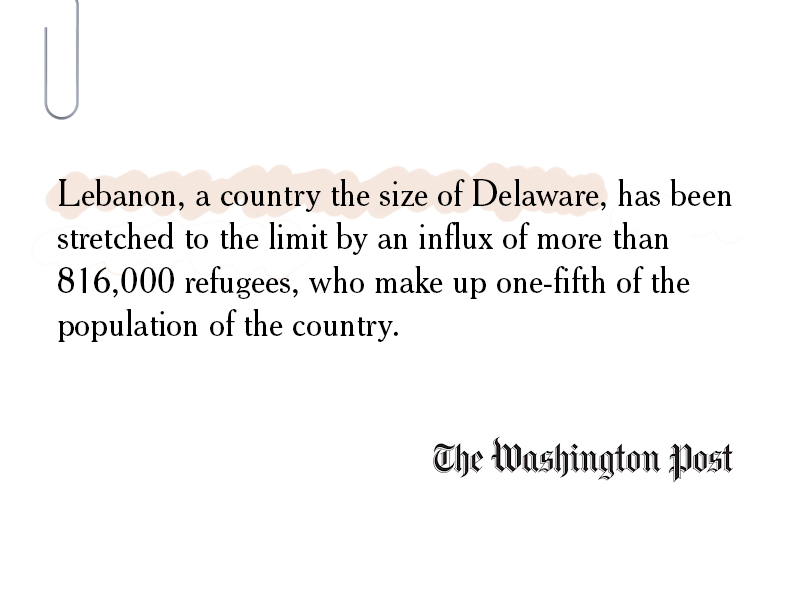 Lebanon, a country the size of Delaware, has been
stretched to the limit by an influx of more than
816,000 refugees, who make up one-fifth of the
population of the country.
The Washington Post